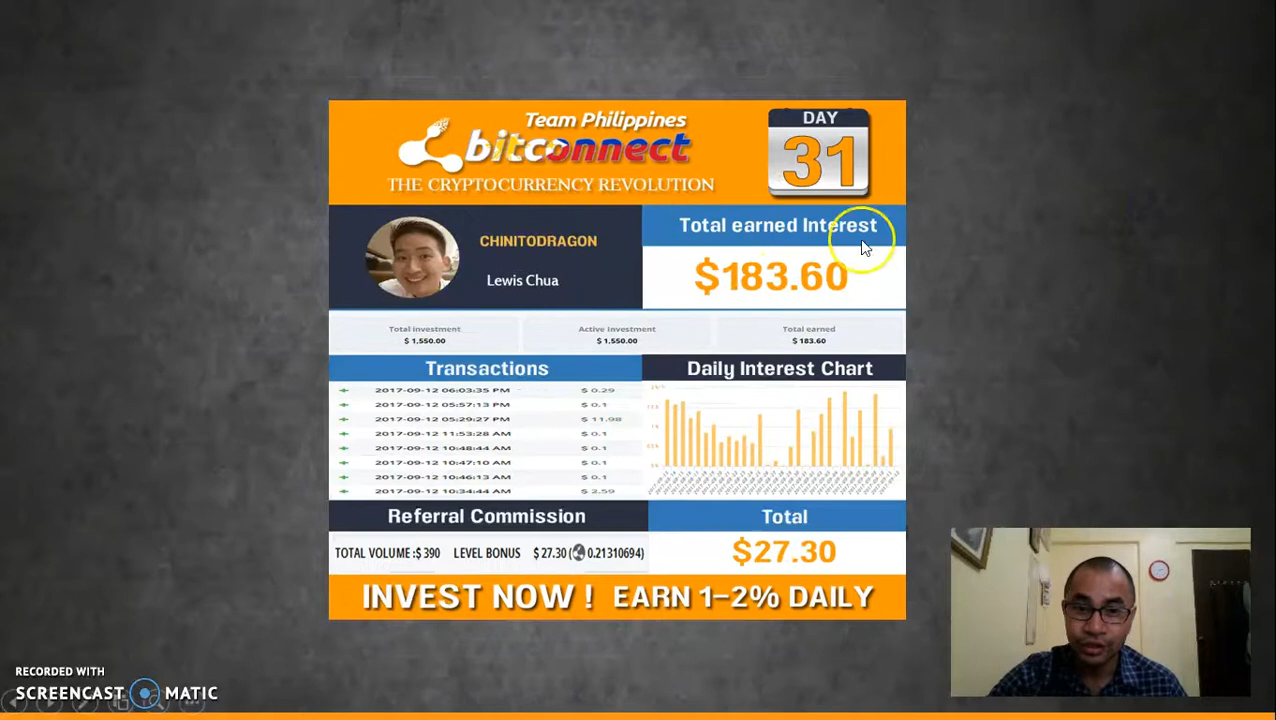 Team Philippines
bitconnect
THE CRYPTOCURRENCY REVOLUTION
DAY
31
CHINITODRAGON
Lewis Chua
Total earned Interest
$183.60
Total investment
$ 1,550.00
Active Investment
$ 1,550.00
Total earned
$ 183.60
Transactions
2017-09-12 06:03:35 PM $ 0.29
2017-09-12 05:57:13 PM $ 0.1
2017-09-12 05:29:27 PM $ 11.98
2017-09-12 11:53:28 AM $ 0.1
2017-09-12 10:48:44 AM $ 0.1
2017-09-12 10:47:10 AM $ 0.1
2017-09-12 10:46:13 AM $ 0.1
2017-09-12 10:34:44 AM $ 2.59
Daily Interest Chart
Referral Commission
TOTAL VOLUME :$ 390 LEVEL BONUS $ 27.30 ( 0.21310694)
Total
$27.30
INVEST NOW ! EARN 1-2% DAILY
RECORDED WITH
SCREENCAST MATIC